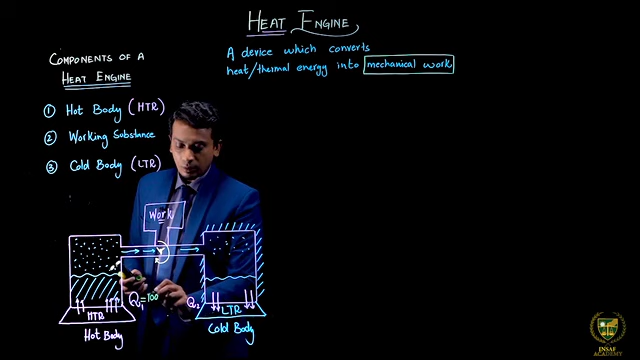 HEAT ENGINE
A device which converts
heat/thermal energy into mechanical work
COMPONENTS OF A
HEAT ENGINE
① Hot Body (HTR)
② Working Substance
③ Cold Body (LTR)
Work
Q₁=100
Q₂
HTR
LTR
Hot Body
Cold Body
INSAF
ACADEMY